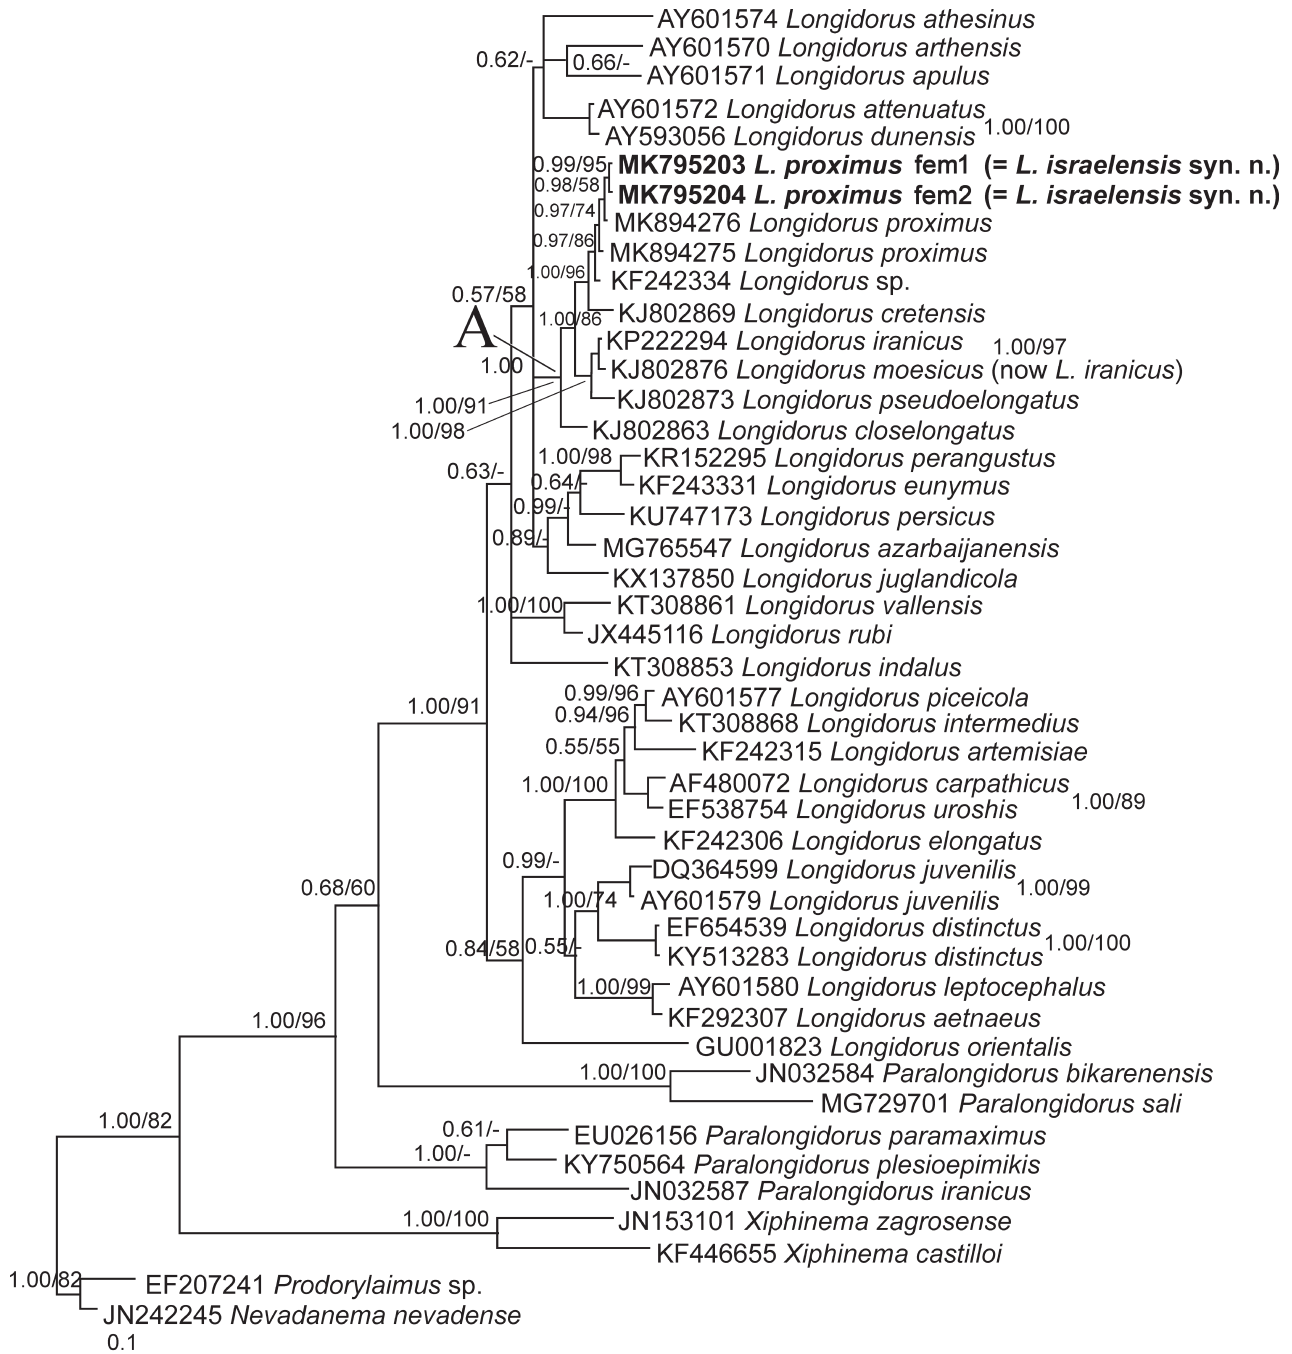 AY601574 Longidorus athesinus
AY601570 Longidorus arthensis
0.62/-
0.66/-
AY601571 Longidorus apulus
AY601572 Longidorus attenuatus
AY593056 Longidorus dunensis 1.00/100
0.99/95 MK795203 L. proximus fem1 (= L. israelensis syn. n.)
0.98/58 MK795204 L. proximus fem2 (= L. israelensis syn. n.)
0.97/74 MK894276 Longidorus proximus
0.97/86 MK894275 Longidorus proximus
1.00/96 KF242334 Longidorus sp.
0.57/58
KJ802869 Longidorus cretensis
A
1.00/86
KP222294 Longidorus iranicus 1.00/97
1.00
KJ802876 Longidorus moesicus (now L. iranicus)
1.00/91
KJ802873 Longidorus pseudoelongatus
1.00/98
KJ802863 Longidorus closelongatus
1.00/98 KR152295 Longidorus perangustus
0.63/-
0.64/- KF243331 Longidorus eunymus
0.99/- KU747173 Longidorus persicus
0.89/- MG765547 Longidorus azarbaijanensis
KX137850 Longidorus juglandicola
1.00/100 KT308861 Longidorus vallensis
JX445116 Longidorus rubi
KT308853 Longidorus indalus
0.99/96 AY601577 Longidorus piceicola
1.00/91
0.94/96 KT308868 Longidorus intermedius
0.55/55 KF242315 Longidorus artemisiae
1.00/100 AF480072 Longidorus carpathicus
EF538754 Longidorus uroshis 1.00/89
KF242306 Longidorus elongatus
0.99/- DQ364599 Longidorus juvenilis
0.68/60
1.00/74 AY601579 Longidorus juvenilis 1.00/99
EF654539 Longidorus distinctus
0.84/58 0.55/- KY513283 Longidorus distinctus 1.00/100
1.00/99 AY601580 Longidorus leptocephalus
KF292307 Longidorus aetnaeus
1.00/96
GU001823 Longidorus orientalis
1.00/100 JN032584 Paralongidorus bikarenensis
MG729701 Paralongidorus sali
1.00/82
0.61/- EU026156 Paralongidorus paramaximus
1.00/- KY750564 Paralongidorus plesioepimikis
JN032587 Paralongidorus iranicus
1.00/100 JN153101 Xiphinema zagrosense
KF446655 Xiphinema castilloi
1.00/82 EF207241 Prodorylaimus sp.
JN242245 Nevadanema nevadense
0.1